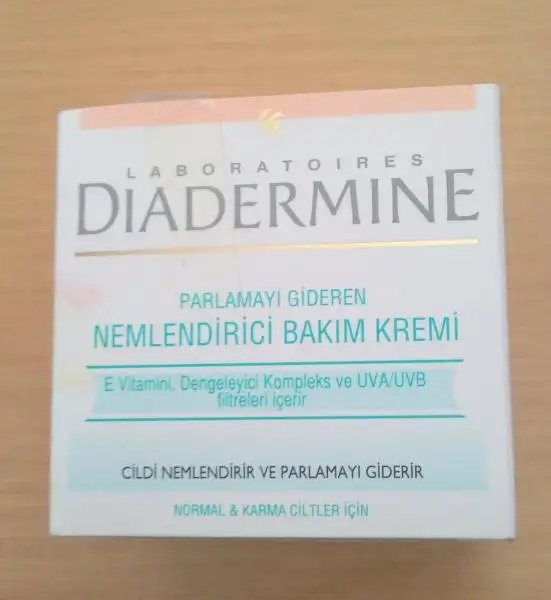 LABORATOIRES
DIADERMINE
PARLAMAYI GİDEREN
NEMLENDİRİCİ BAKIM KREMİ
E Vitamini, Dengeleyici Kompleks ve UVA/UVB
filtreleri içerir
CİLDİ NEMLENDİRİR VE PARLAMAYI GİDERİR
NORMAL & KARMA CİLTLER İÇİN